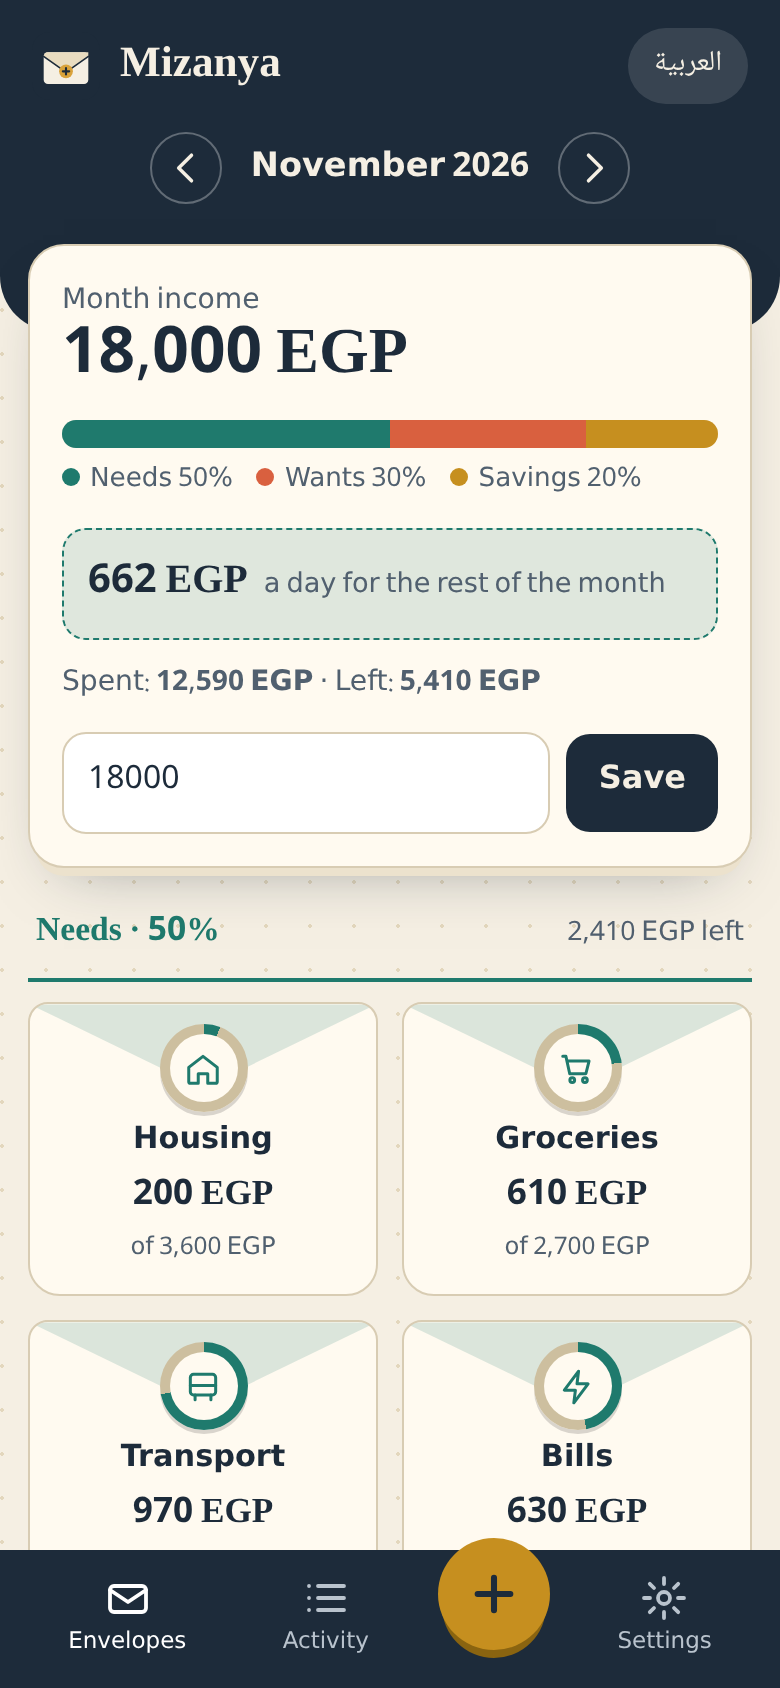 Mizanya
العربية
November 2026
Month income
18,000 EGP
Needs 50% Wants 30% Savings 20%
662 EGP a day for the rest of the month
Spent: 12,590 EGP · Left: 5,410 EGP
18000
Save
Needs · 50%
2,410 EGP left
Housing
200 EGP
of 3,600 EGP
Groceries
610 EGP
of 2,700 EGP
Transport
970 EGP
Bills
630 EGP
Envelopes
Activity
Settings